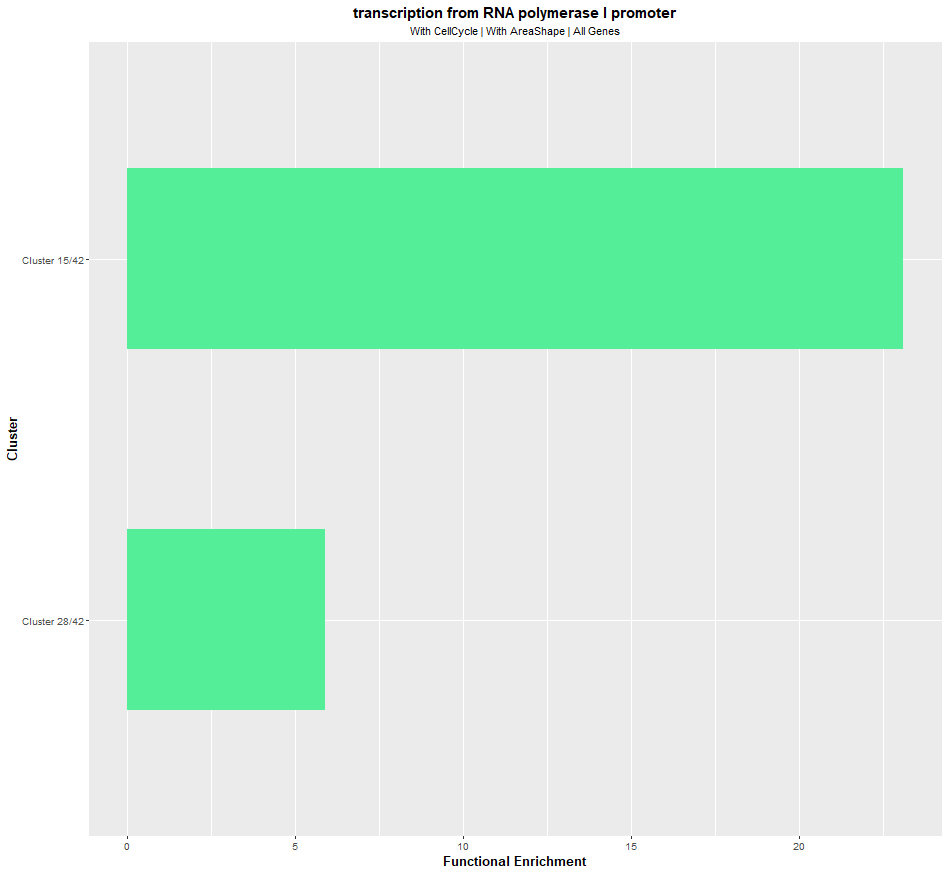 transcription from RNA polymerase I promoter
With CellCycle | With AreaShape | All Genes
Cluster 15/42
Cluster
Cluster 28/42
0 5 10 15 20
Functional Enrichment